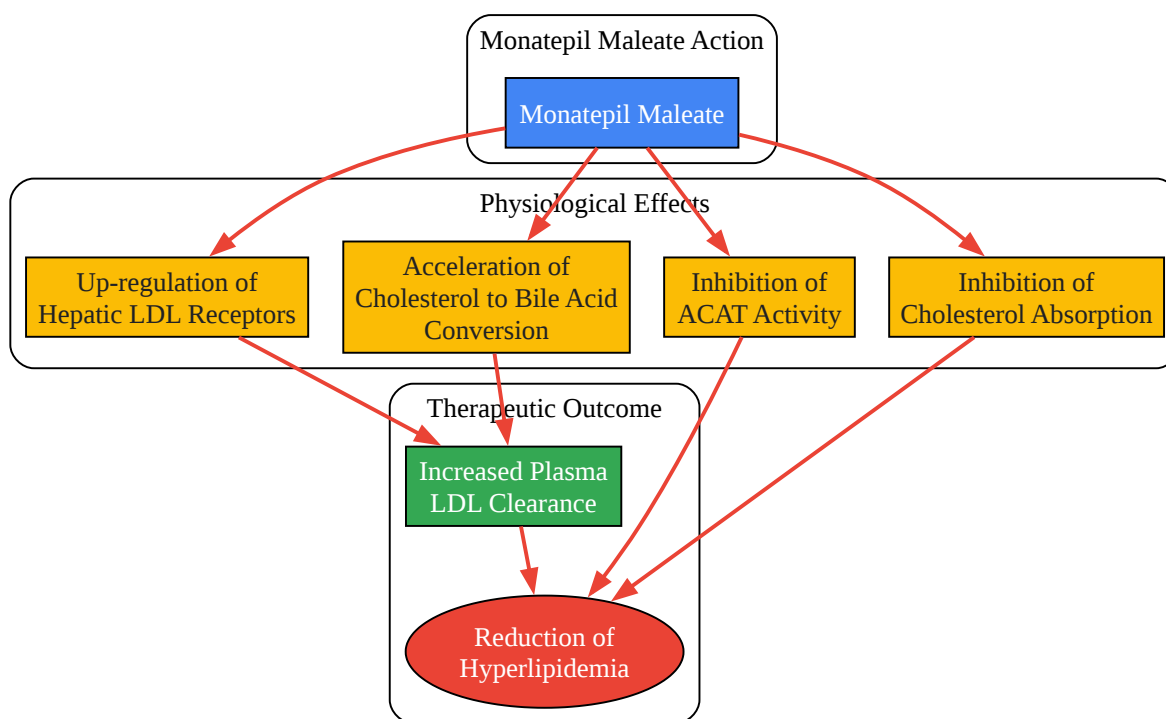 Monatepil Maleate Action
Monatepil Maleate
Physiological Effects
Up-regulation of
Hepatic LDL Receptors
Acceleration of
Cholesterol to Bile Acid
Conversion
Inhibition of
ACAT Activity
Inhibition of
Cholesterol Absorption
Therapeutic Outcome
Increased Plasma
LDL Clearance
Reduction of
Hyperlipidemia